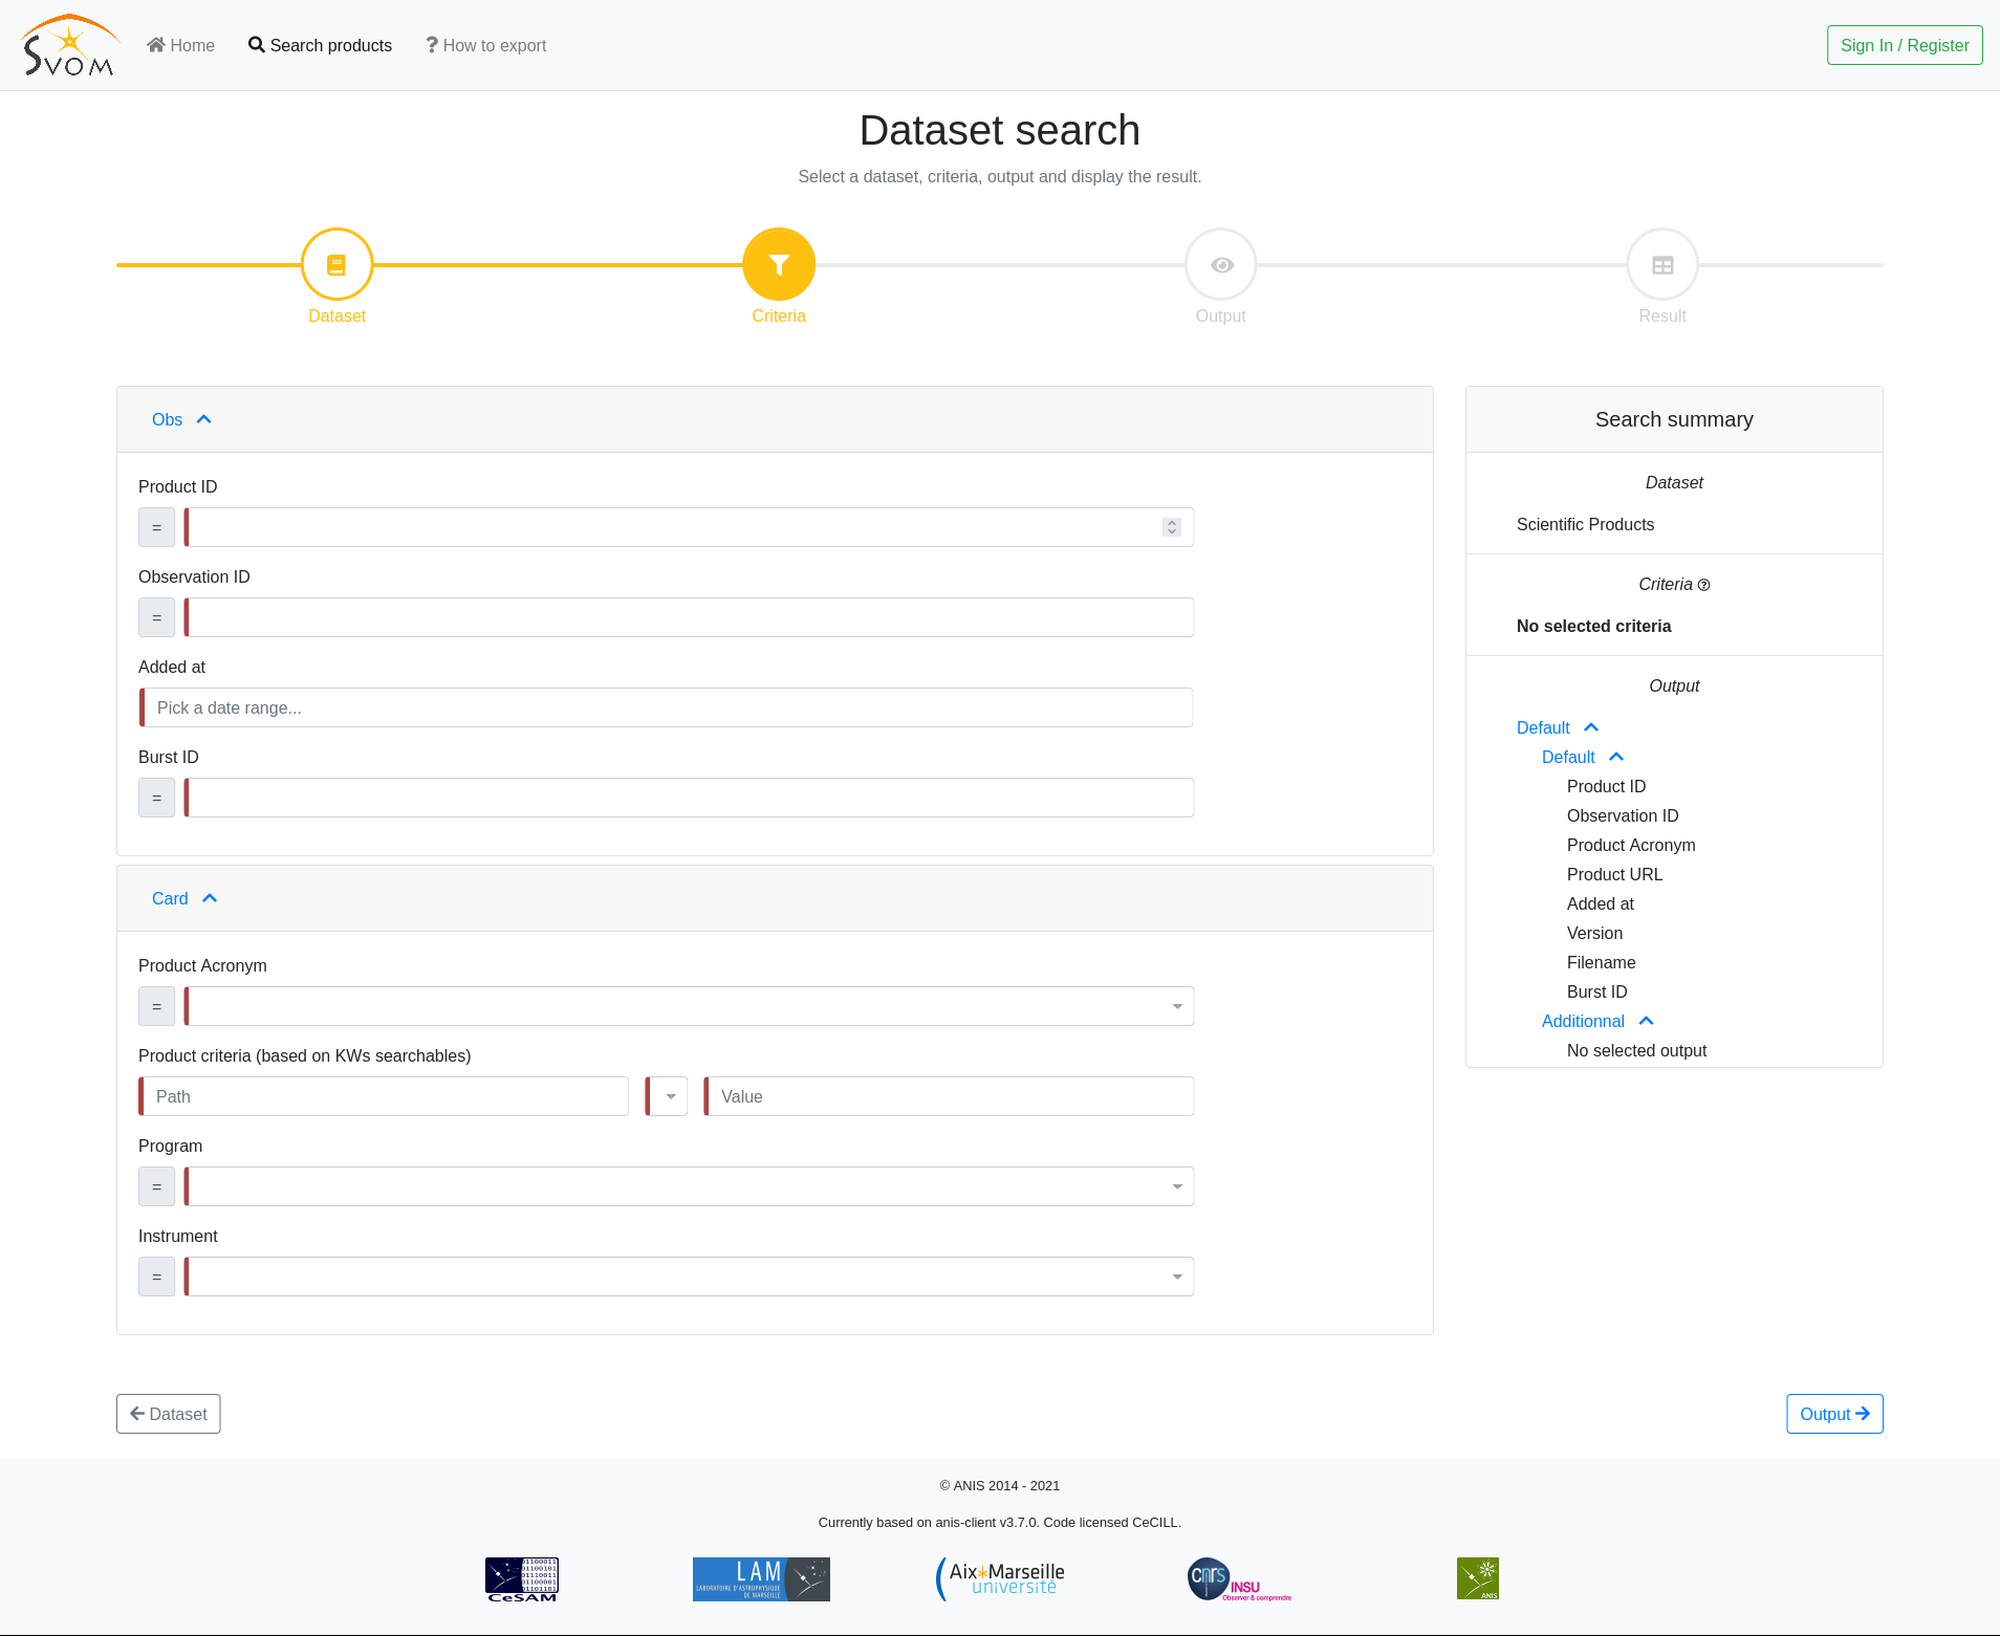 SVOM
Home
Search products
? How to export
Sign In / Register
Dataset search
Select a dataset, criteria, output and display the result.
Dataset
Criteria
Output
Result
Obs
Product ID
=
Observation ID
=
Added at
Pick a date range...
Burst ID
=
Card
Product Acronym
=
Product criteria (based on KWs searchables)
Path
Value
Program
=
Instrument
=
Search summary
Dataset
Scientific Products
Criteria
No selected criteria
Output
Default
Default
Product ID
Observation ID
Product Acronym
Product URL
Added at
Version
Filename
Burst ID
Additionnal
No selected output
Dataset
Output
© ANIS 2014 - 2021
Currently based on anis-client v3.7.0. Code licensed CeCILL.
CeSAM
LAM
LABORATOIRE D'ASTROPHYSIQUE
DE MARSEILLE
Aix Marseille
université
cnrs
INSU
Observer & comprendre
ANIS